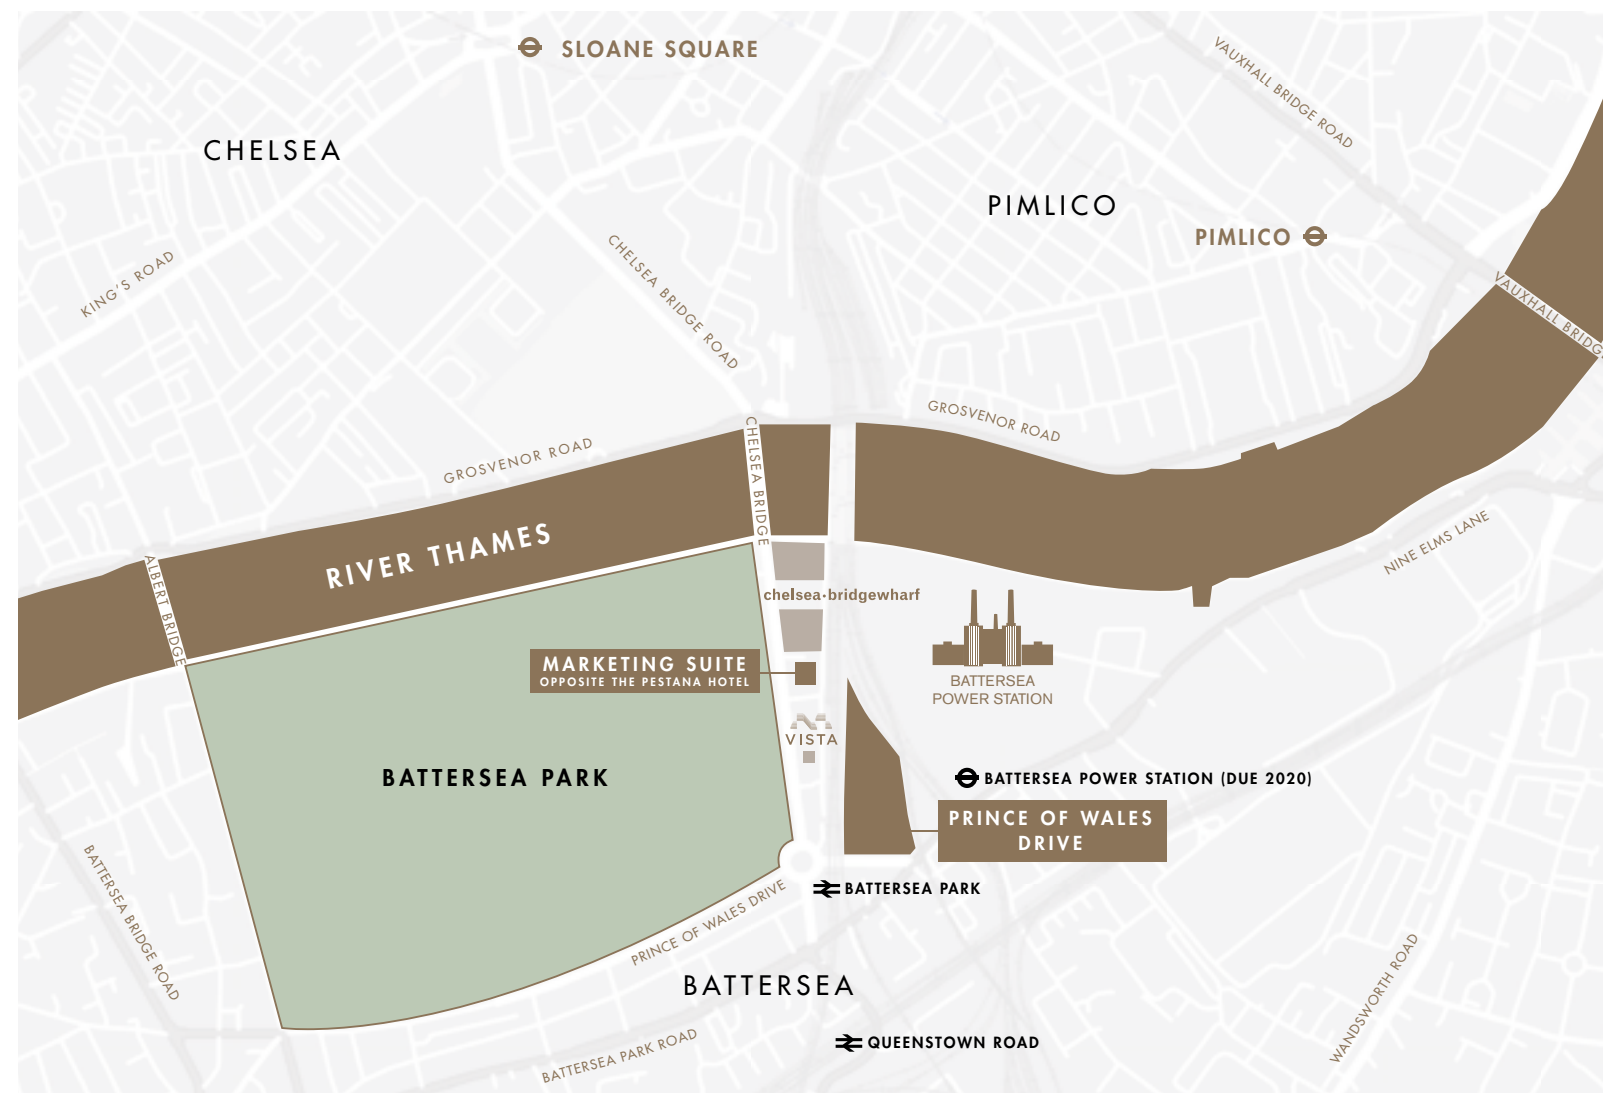 SLOANE SQUARE
VAUXHALL BRIDGE ROAD
CHELSEA
PIMLICO
PIMLICO
KING'S ROAD
CHELSEA BRIDGE ROAD
VAUXHALL BRIDGE
GROSVENOR ROAD
GROSVENOR ROAD
CHELSEA BRIDGE
RIVER THAMES
NINE ELMS LANE
ALBERT BRIDGE
chelsea·bridgewharf
MARKETING SUITE
OPPOSITE THE PESTANA HOTEL
BATTERSEA
POWER STATION
VISTA
BATTERSEA PARK
BATTERSEA POWER STATION (DUE 2020)
PRINCE OF WALES
DRIVE
BATTERSEA BRIDGE ROAD
BATTERSEA PARK
PRINCE OF WALES DRIVE
BATTERSEA
WANDSWORTH ROAD
QUEENSTOWN ROAD
BATTERSEA PARK ROAD